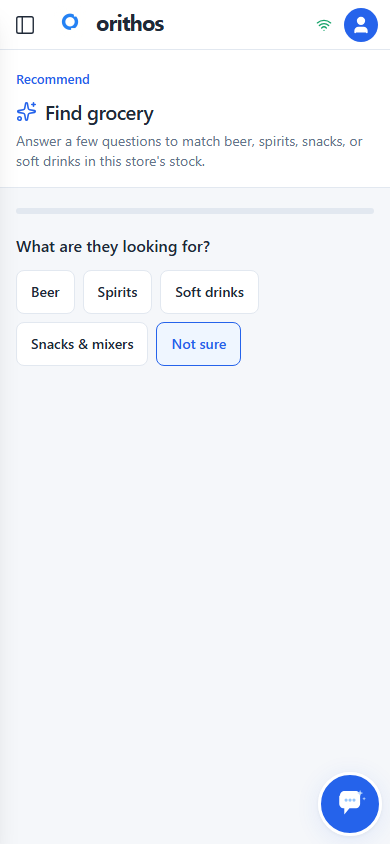 orithos
Recommend
Find grocery
Answer a few questions to match beer, spirits, snacks, or
soft drinks in this store's stock.
What are they looking for?
Beer
Spirits
Soft drinks
Snacks & mixers
Not sure